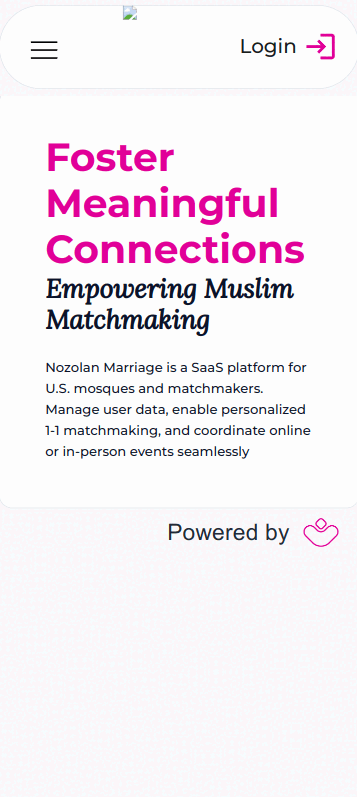 Login
Foster
Meaningful
Connections
Empowering Muslim
Matchmaking
Nozolan Marriage is a SaaS platform for
U.S. mosques and matchmakers.
Manage user data, enable personalized
1-1 matchmaking, and coordinate online
or in-person events seamlessly
Powered by